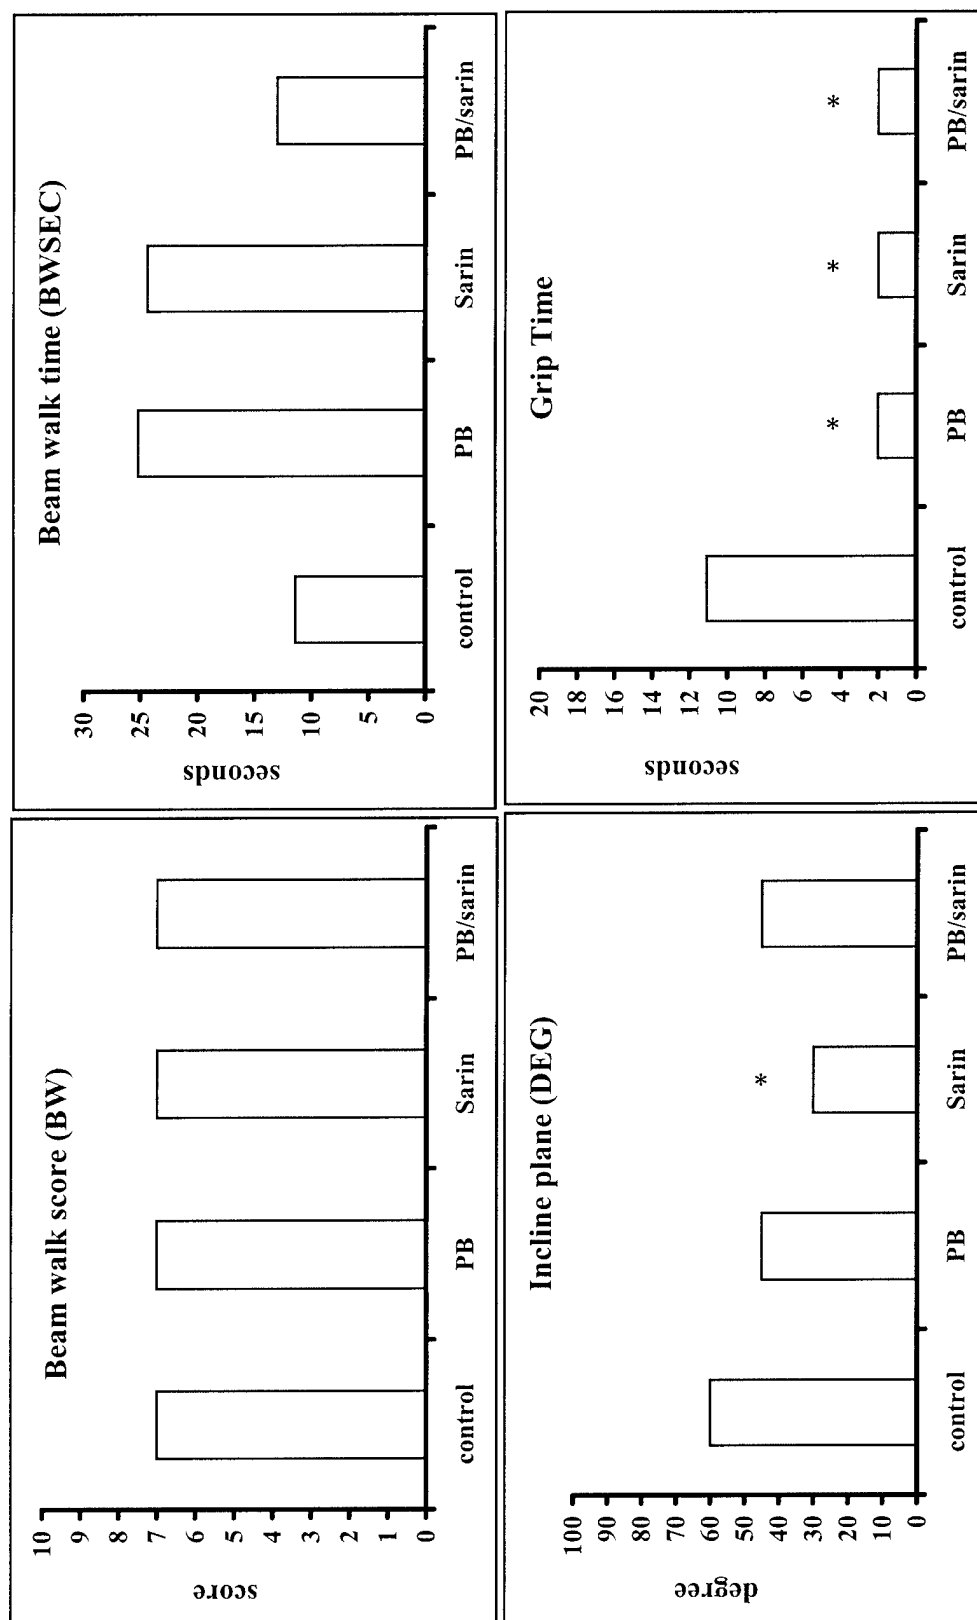 Beam walk score (BW)
10
9
8
7
6
5
4
3
2
1
0
score
control
PB
Sarin
PB/sarin
Beam walk time (BWSEC)
30
25
20
15
10
5
0
seconds
control
PB
Sarin
PB/sarin
Incline plane (DEG)
100
90
80
70
60
50
40
30
20
10
0
degree
*
control
PB
Sarin
PB/sarin
Grip Time
20
18
16
14
12
10
8
6
4
2
0
seconds
* * *
control
PB
Sarin
PB/sarin